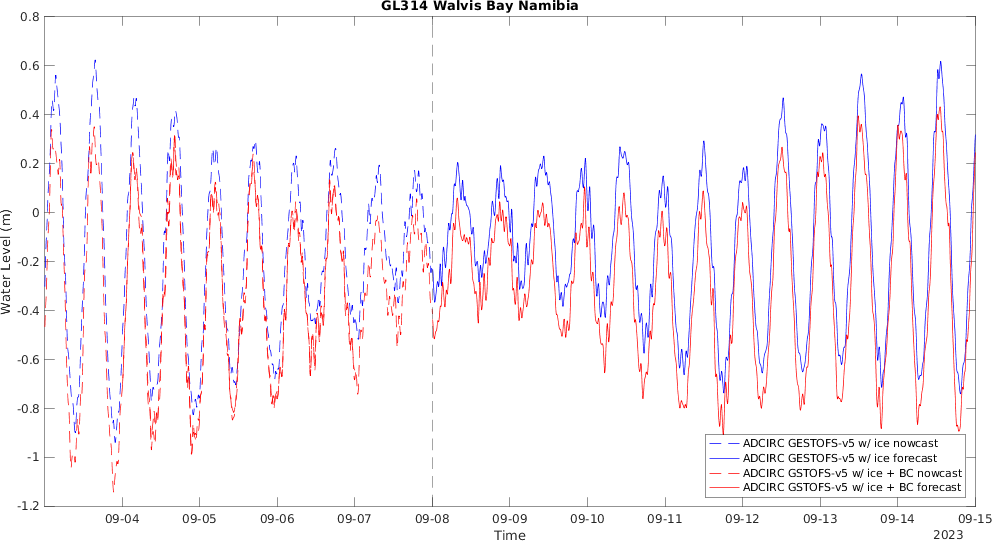 GL314 Walvis Bay Namibia
0.8
0.6
0.4
0.2
0
-0.2
-0.4
-0.6
-0.8
-1
-1.2
Water Level (m)
ADCIRC GESTOFS-v5 w/ ice nowcast
ADCIRC GESTOFS-v5 w/ ice forecast
ADCIRC GSTOFS-v5 w/ ice + BC nowcast
ADCIRC GSTOFS-v5 w/ ice + BC forecast
09-04 09-05 09-06 09-07 09-08 09-09 09-10 09-11 09-12 09-13 09-14 09-15
Time
2023